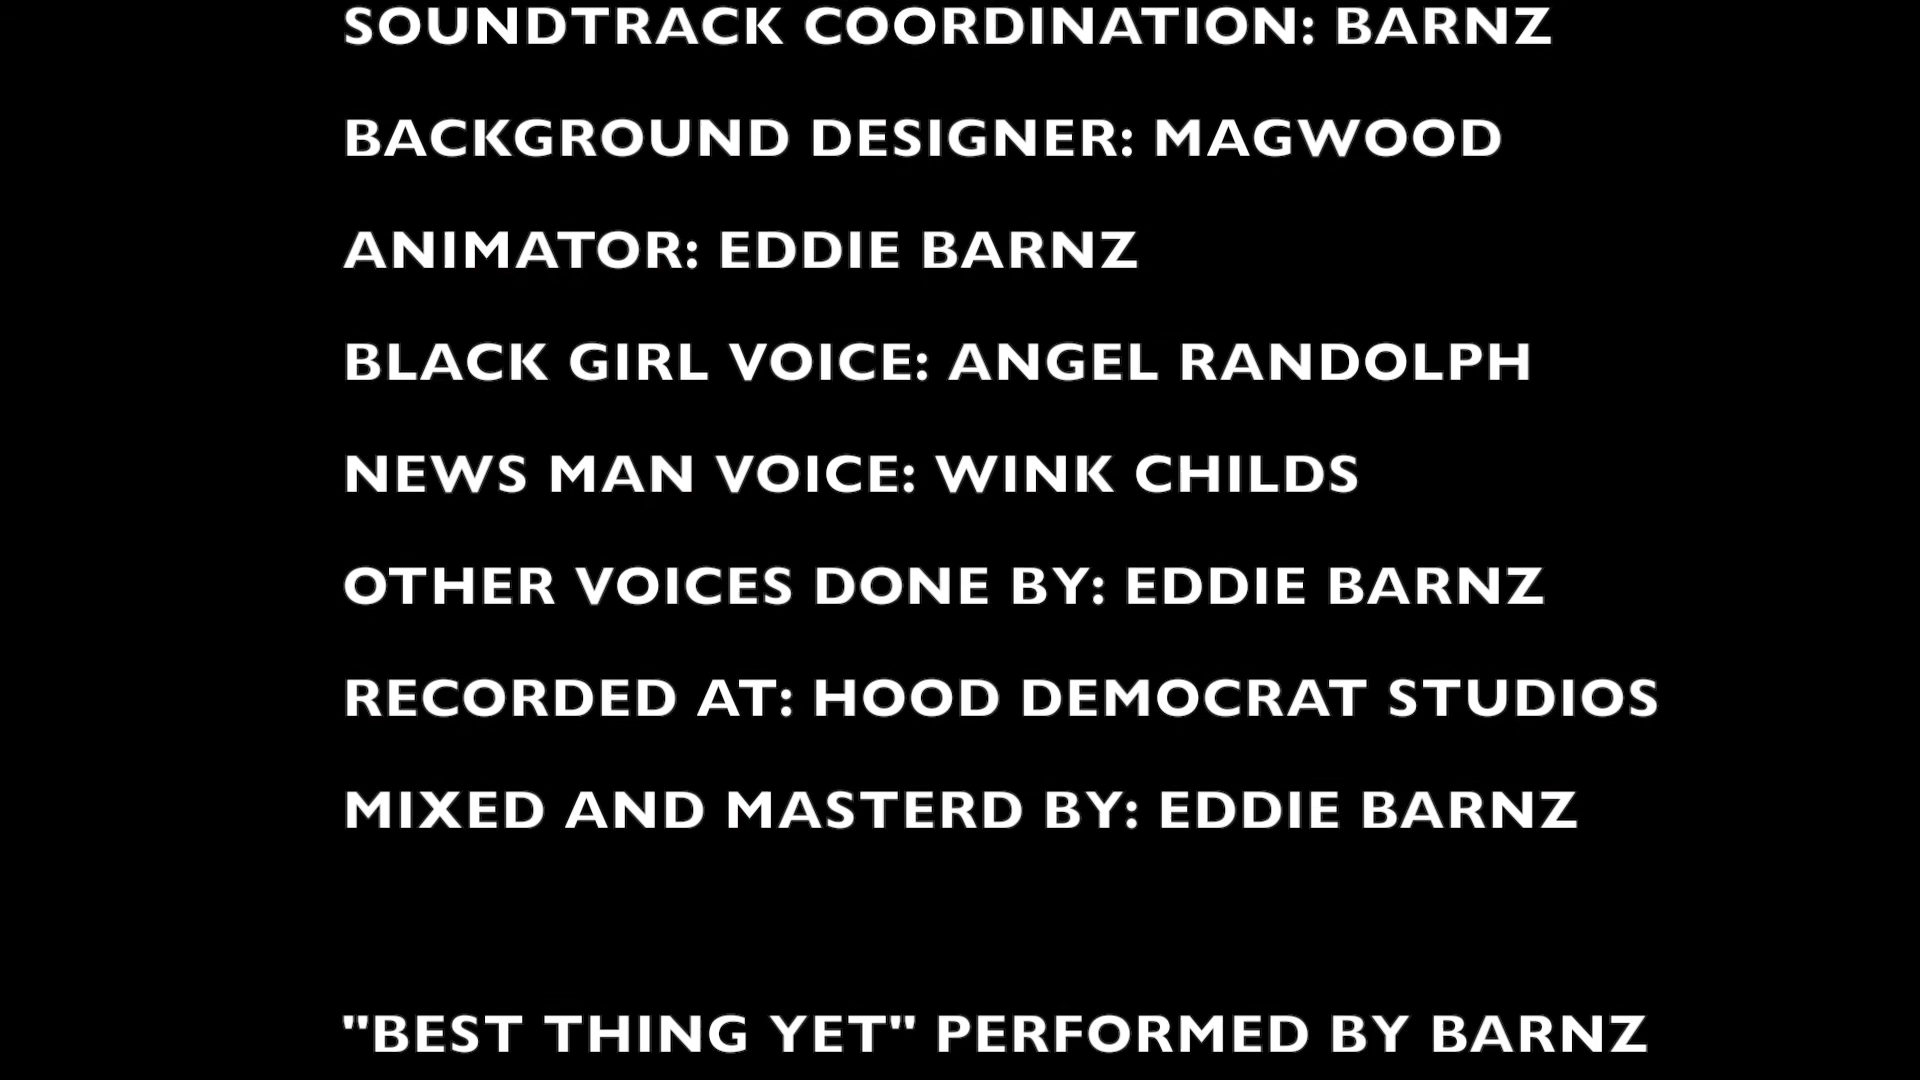 SOUNDTRACK COORDINATION: BARNZ
BACKGROUND DESIGNER: MAGWOOD
ANIMATOR: EDDIE BARNZ
BLACK GIRL VOICE: ANGEL RANDOLPH
NEWS MAN VOICE: WINK CHILDS
OTHER VOICES DONE BY: EDDIE BARNZ
RECORDED AT: HOOD DEMOCRAT STUDIOS
MIXED AND MASTERD BY: EDDIE BARNZ
"BEST THING YET" PERFORMED BY BARNZ